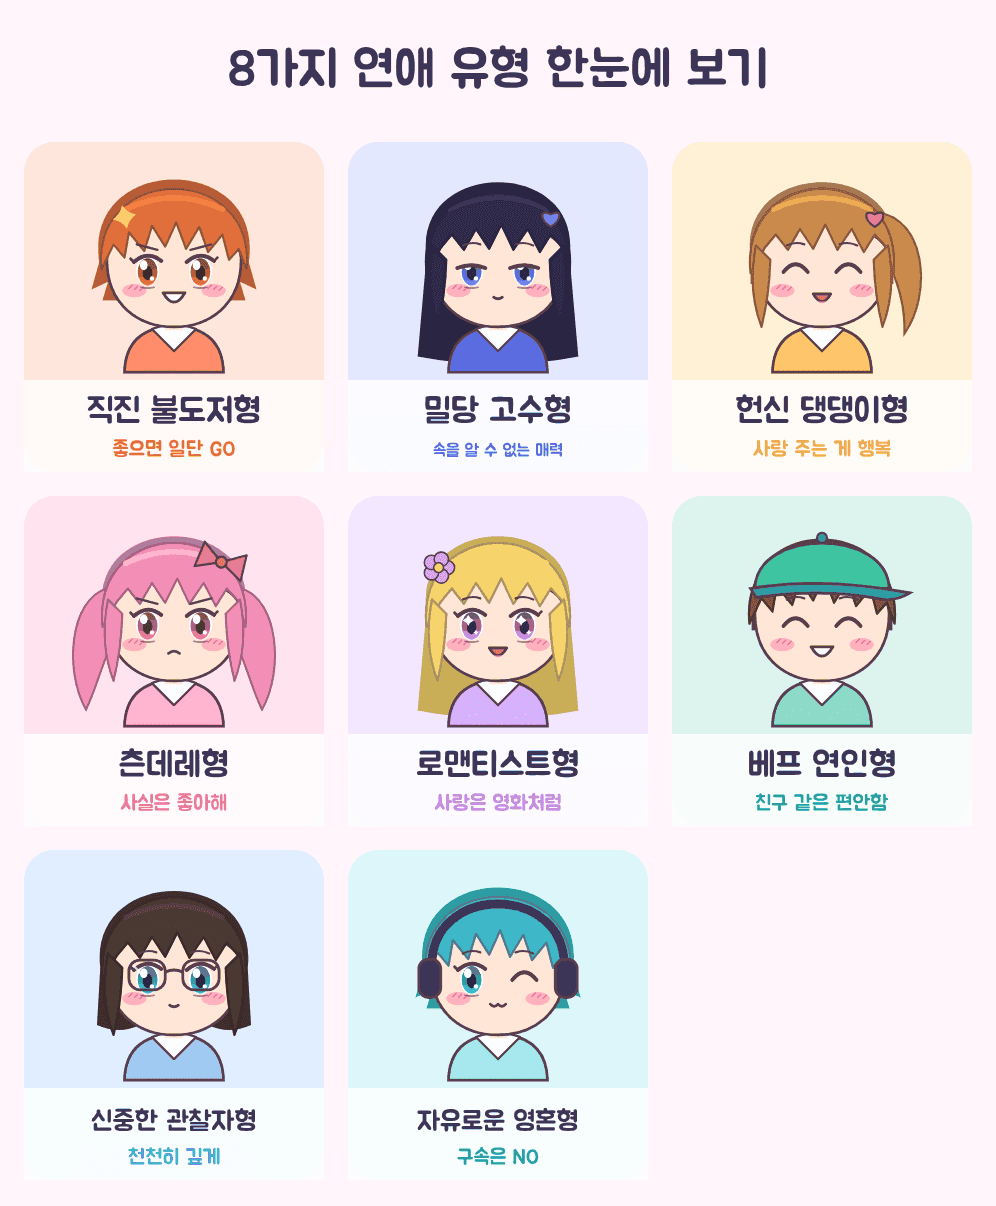 8가지 연애 유형 한눈에 보기
직진 불도저형
좋으면 일단 GO
밀당 고수형
속을 알 수 없는 매력
헌신 댕댕이형
사랑 주는 게 행복
츤데레형
사실은 좋아해
로맨티스트형
사랑은 영화처럼
베프 연인형
친구 같은 편안함
신중한 관찰자형
천천히 깊게
자유로운 영혼형
구속은 NO